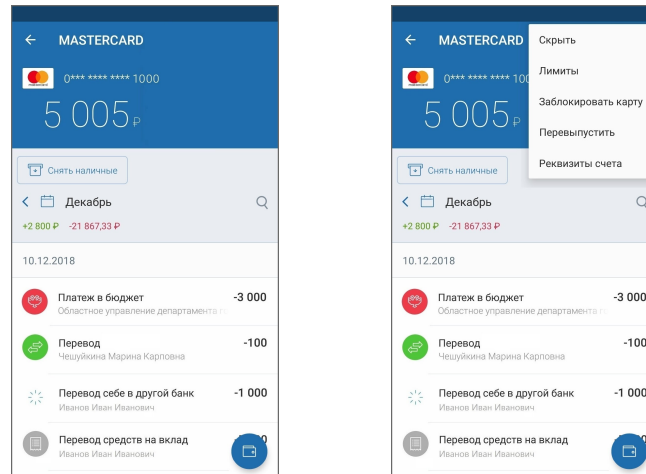 MASTERCARD
0*** **** **** 1000
5 005 ₽
Снять наличные
Декабрь
+2 800 ₽ -21 867,33 ₽
10.12.2018
Платеж в бюджет -3 000
Областное управление департамента
Перевод -100
Чешуйкина Марина Карповна
Перевод себе в другой банк -1 000
Иванов Иван Иванович
Перевод средств на вклад
Иванов Иван Иванович
MASTERCARD
0*** **** **** 100
5 005 ₽
Скрыть
Лимиты
Заблокировать карту
Перевыпустить
Реквизиты счета
Снять наличные
Декабрь
+2 800 ₽ -21 867,33 ₽
10.12.2018
Платеж в бюджет -3 000
Областное управление департамента
Перевод -100
Чешуйкина Марина Карповна
Перевод себе в другой банк -1 000
Иванов Иван Иванович
Перевод средств на вклад
Иванов Иван Иванович